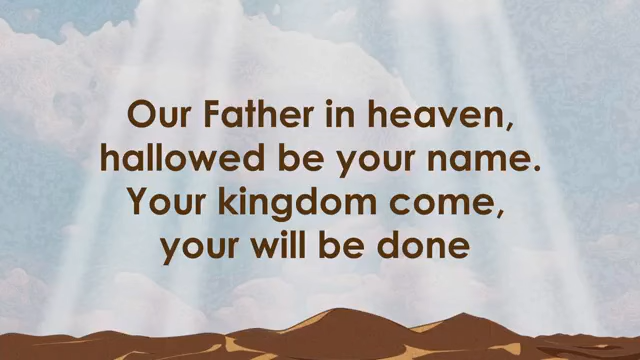 Our Father in heaven,
hallowed be your name.
Your kingdom come,
your will be done